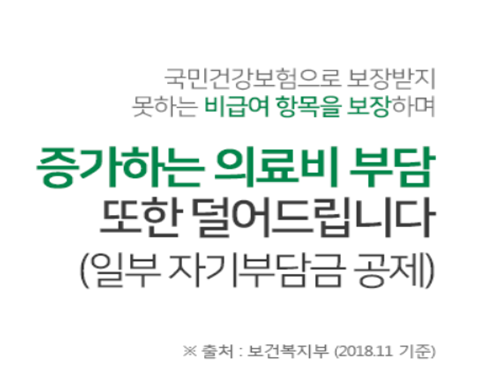 국민건강보험으로 보장받지
못하는 비급여 항목을 보장하며
증가하는 의료비 부담
또한 덜어드립니다
(일부 자기부담금 공제)
※ 출처 : 보건복지부 (2018.11 기준)